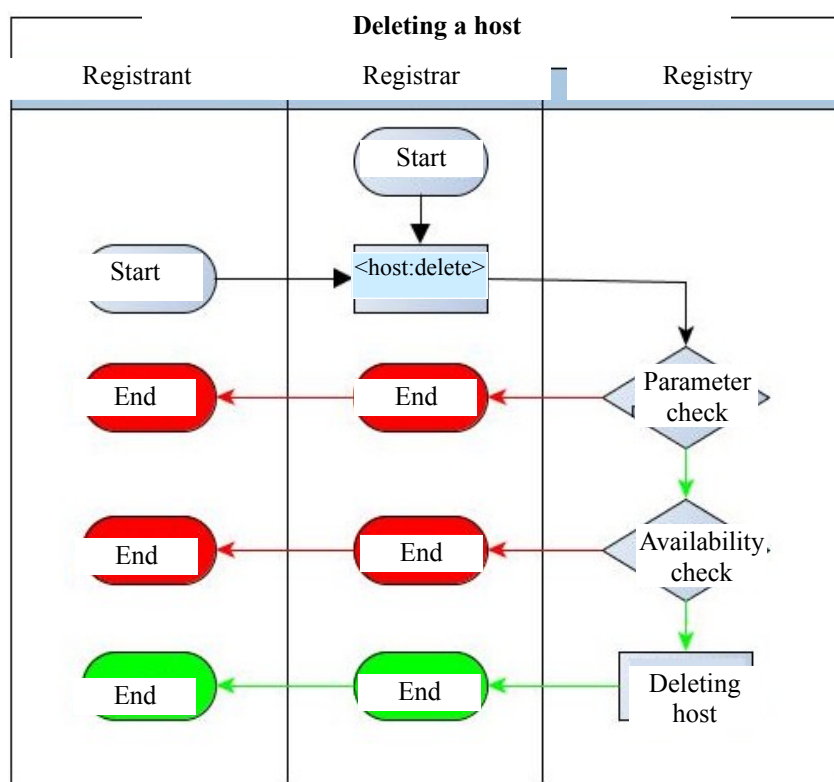 Deleting a host
Registrant
Registrar
Registry
Start
Start
<host:delete>
End
End
Parameter
check
End
End
Availability
check
End
End
Deleting
host